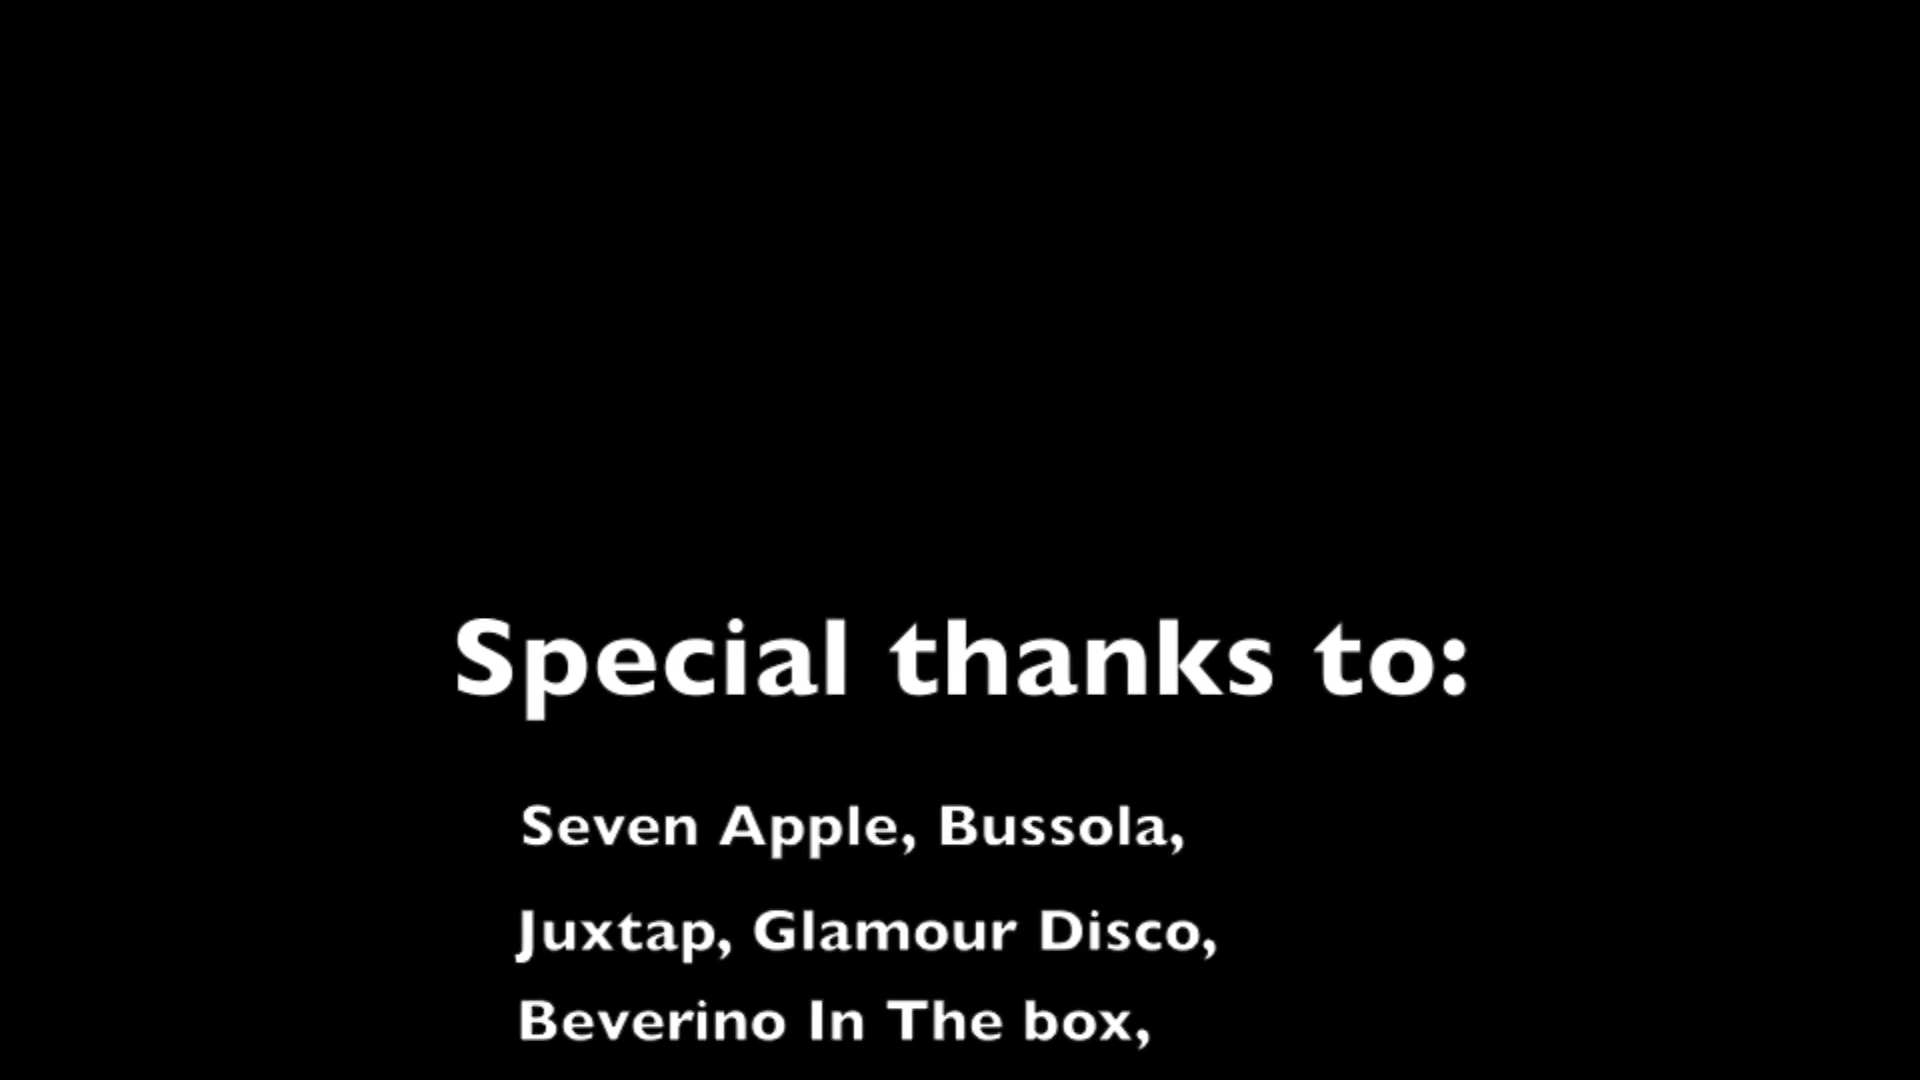 Special thanks to:
Seven Apple, Bussola,
Juxtap, Glamour Disco,
Beverino In The box,